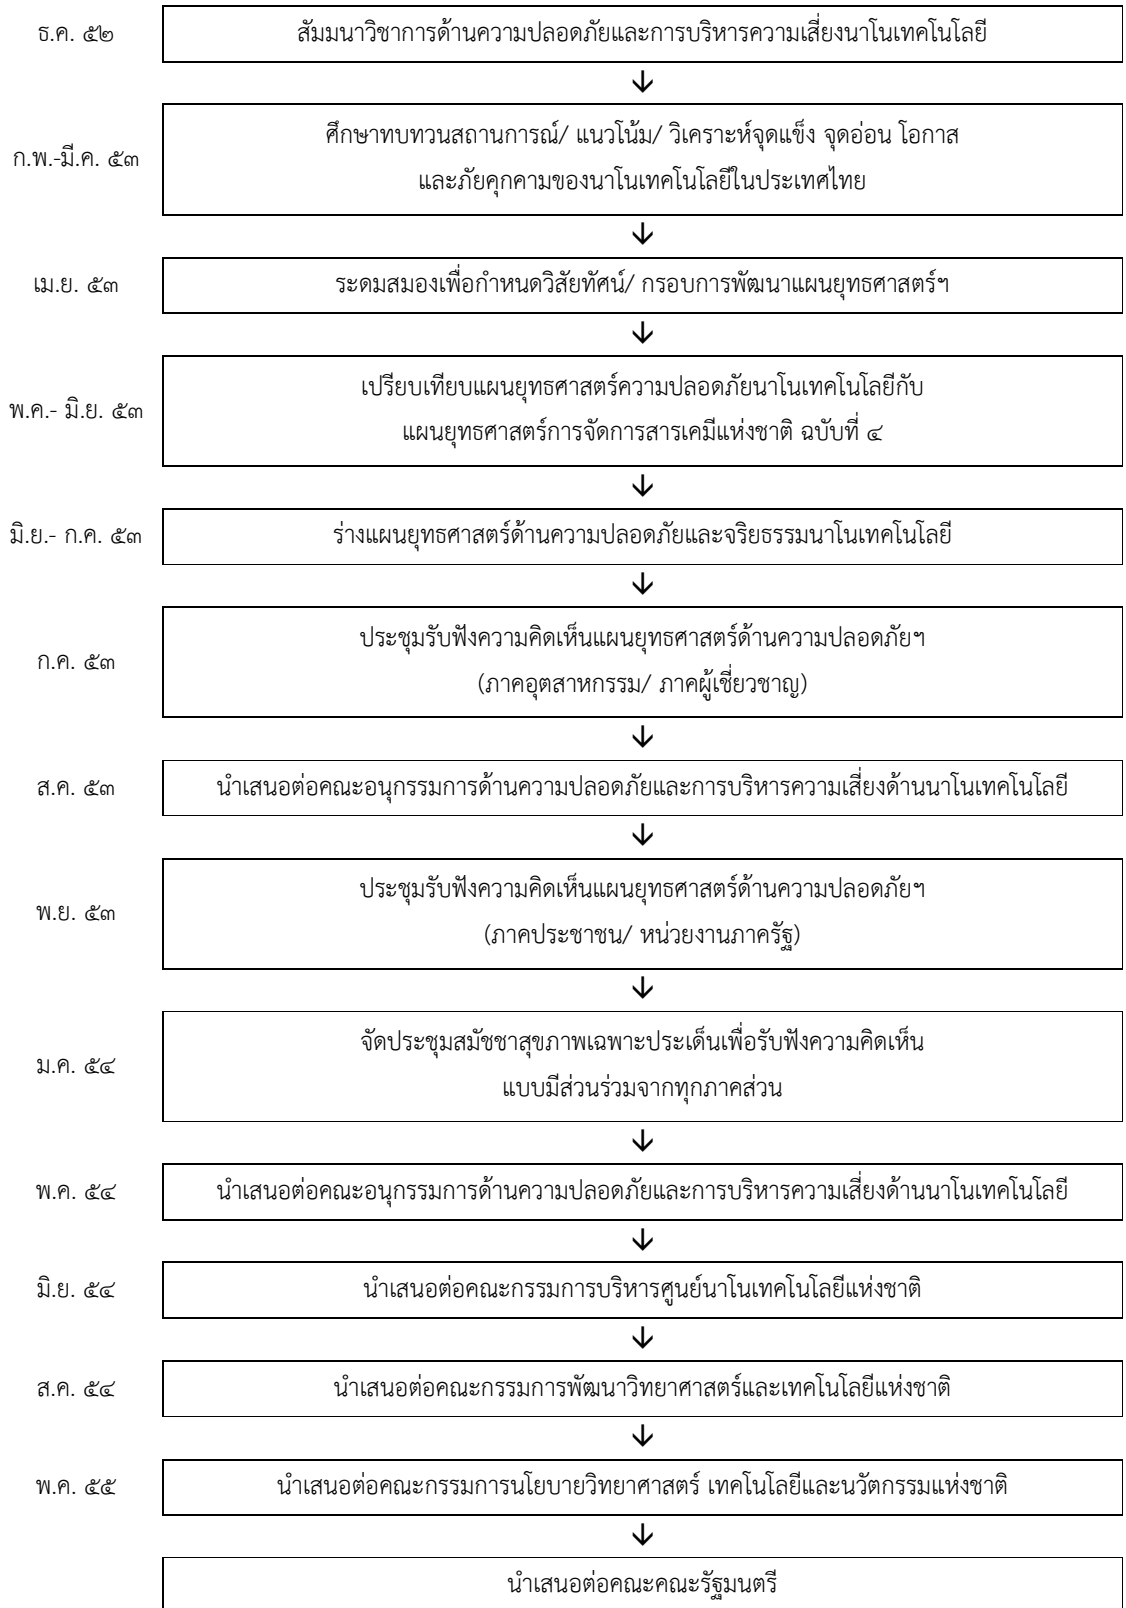 ธ.ค. ๕๒
สัมมนาวิชาการด้านความปลอดภัยและการบริหารความเสี่ยงนาโนเทคโนโลยี
ก.พ.-มี.ค. ๕๓
ศึกษาทบทวนสถานการณ์/ แนวโน้ม/ วิเคราะห์จุดแข็ง จุดอ่อน โอกาส
และภัยคุกคามของนาโนเทคโนโลยีในประเทศไทย
เม.ย. ๕๓
ระดมสมองเพื่อกำหนดวิสัยทัศน์/ กรอบการพัฒนาแผนยุทธศาสตร์ฯ
พ.ค.- มิ.ย. ๕๓
เปรียบเทียบแผนยุทธศาสตร์ความปลอดภัยนาโนเทคโนโลยีกับ
แผนยุทธศาสตร์การจัดการสารเคมีแห่งชาติ ฉบับที่ ๔
มิ.ย.- ก.ค. ๕๓
ร่างแผนยุทธศาสตร์ด้านความปลอดภัยและจริยธรรมนาโนเทคโนโลยี
ก.ค. ๕๓
ประชุมรับฟังความคิดเห็นแผนยุทธศาสตร์ด้านความปลอดภัยฯ
(ภาคอุตสาหกรรม/ ภาคผู้เชี่ยวชาญ)
ส.ค. ๕๓
นำเสนอต่อคณะอนุกรรมการด้านความปลอดภัยและการบริหารความเสี่ยงด้านนาโนเทคโนโลยี
พ.ย. ๕๓
ประชุมรับฟังความคิดเห็นแผนยุทธศาสตร์ด้านความปลอดภัยฯ
(ภาคประชาชน/ หน่วยงานภาครัฐ)
ม.ค. ๕๔
จัดประชุมสมัชชาสุขภาพเฉพาะประเด็นเพื่อรับฟังความคิดเห็น
แบบมีส่วนร่วมจากทุกภาคส่วน
พ.ค. ๕๔
นำเสนอต่อคณะอนุกรรมการด้านความปลอดภัยและการบริหารความเสี่ยงด้านนาโนเทคโนโลยี
มิ.ย. ๕๔
นำเสนอต่อคณะกรรมการบริหารศูนย์นาโนเทคโนโลยีแห่งชาติ
ส.ค. ๕๔
นำเสนอต่อคณะกรรมการพัฒนาวิทยาศาสตร์และเทคโนโลยีแห่งชาติ
พ.ค. ๕๕
นำเสนอต่อคณะกรรมการนโยบายวิทยาศาสตร์ เทคโนโลยีและนวัตกรรมแห่งชาติ
นำเสนอต่อคณะคณะรัฐมนตรี